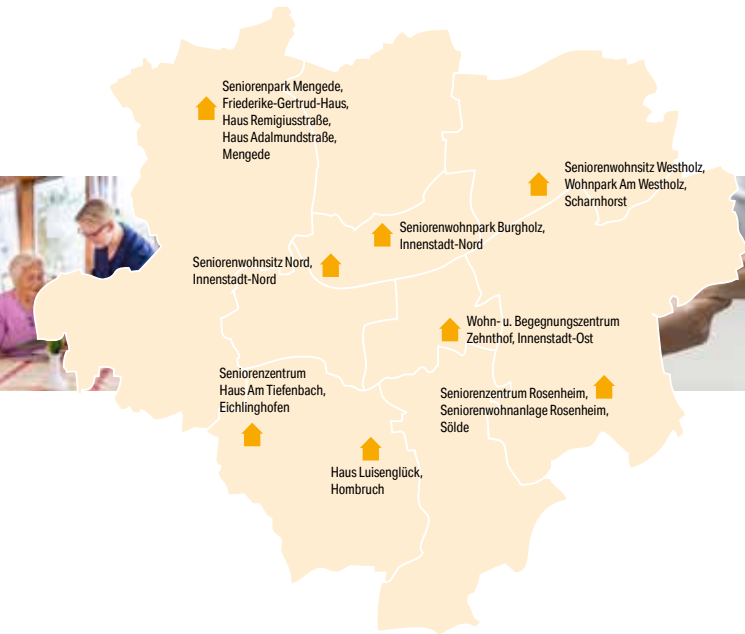 Seniorenpark Mengede,
Friederike-Gertrud-Haus,
Haus Remigiusstraße,
Haus Adalmundstraße,
Mengede
Seniorenwohnsitz Westholz,
Wohnpark Am Westholz,
Scharnhorst
Seniorenwohnpark Burgholz,
Innenstadt-Nord
Seniorenwohnsitz Nord,
Innenstadt-Nord
Wohn- u. Begegnungszentrum
Zehnthof, Innenstadt-Ost
Seniorenzentrum
Haus Am Tiefenbach,
Eichlinghofen
Seniorenzentrum Rosenheim,
Seniorenwohnanlage Rosenheim,
Sölde
Haus Luisenglück,
Hombruch